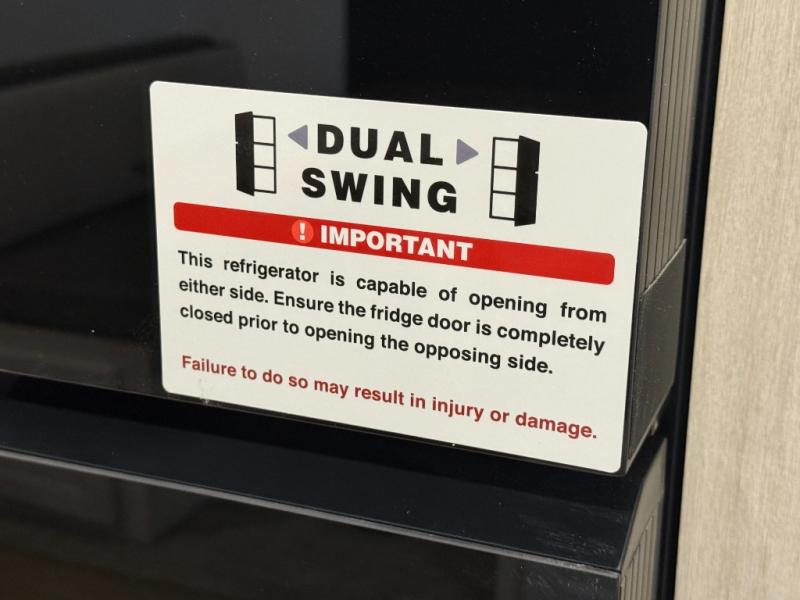 DUAL
SWING
! IMPORTANT
This refrigerator is capable of opening from
either side. Ensure the fridge door is completely
closed prior to opening the opposing side.
Failure to do so may result in injury or damage.